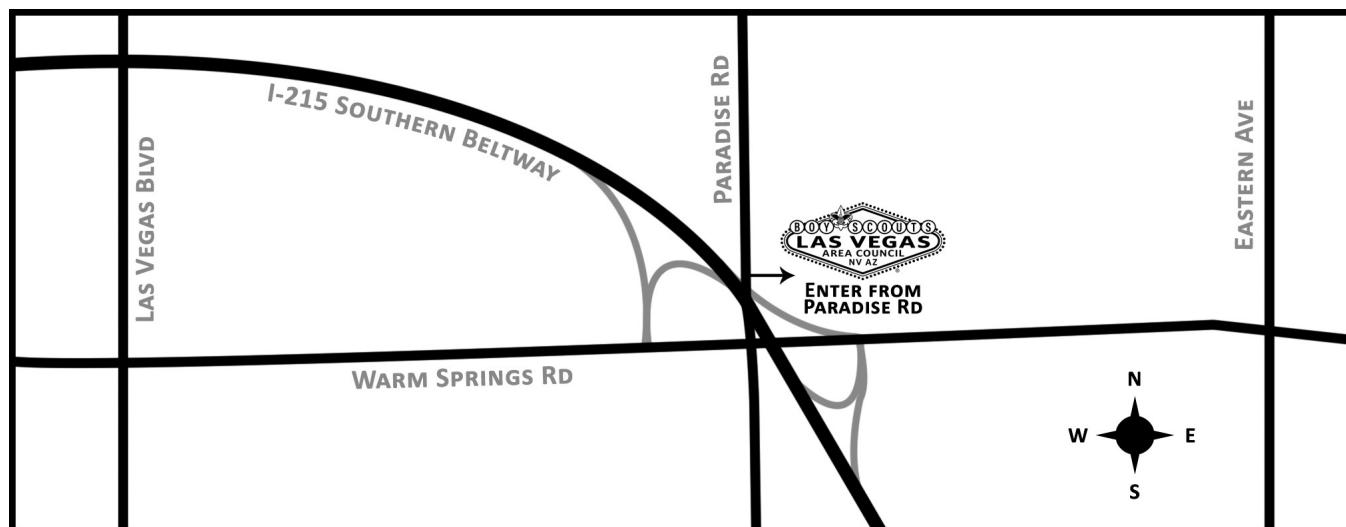 I-215 Southern Beltway
Las Vegas Blvd
Paradise Rd
Eastern Ave
BOY SCOUTS
LAS VEGAS
AREA COUNCIL
NV AZ
Enter from
Paradise Rd
Warm Springs Rd
N
W
E
S